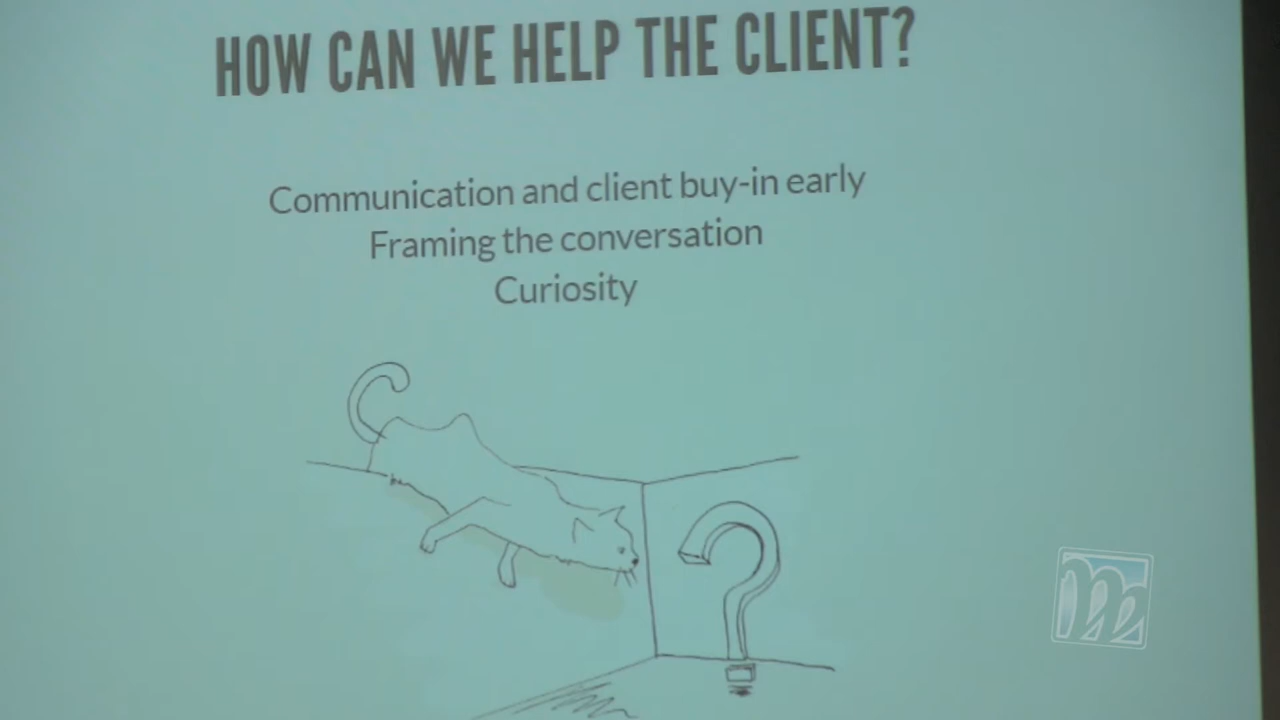 HOW CAN WE HELP THE CLIENT?
Communication and client buy-in early
Framing the conversation
Curiosity